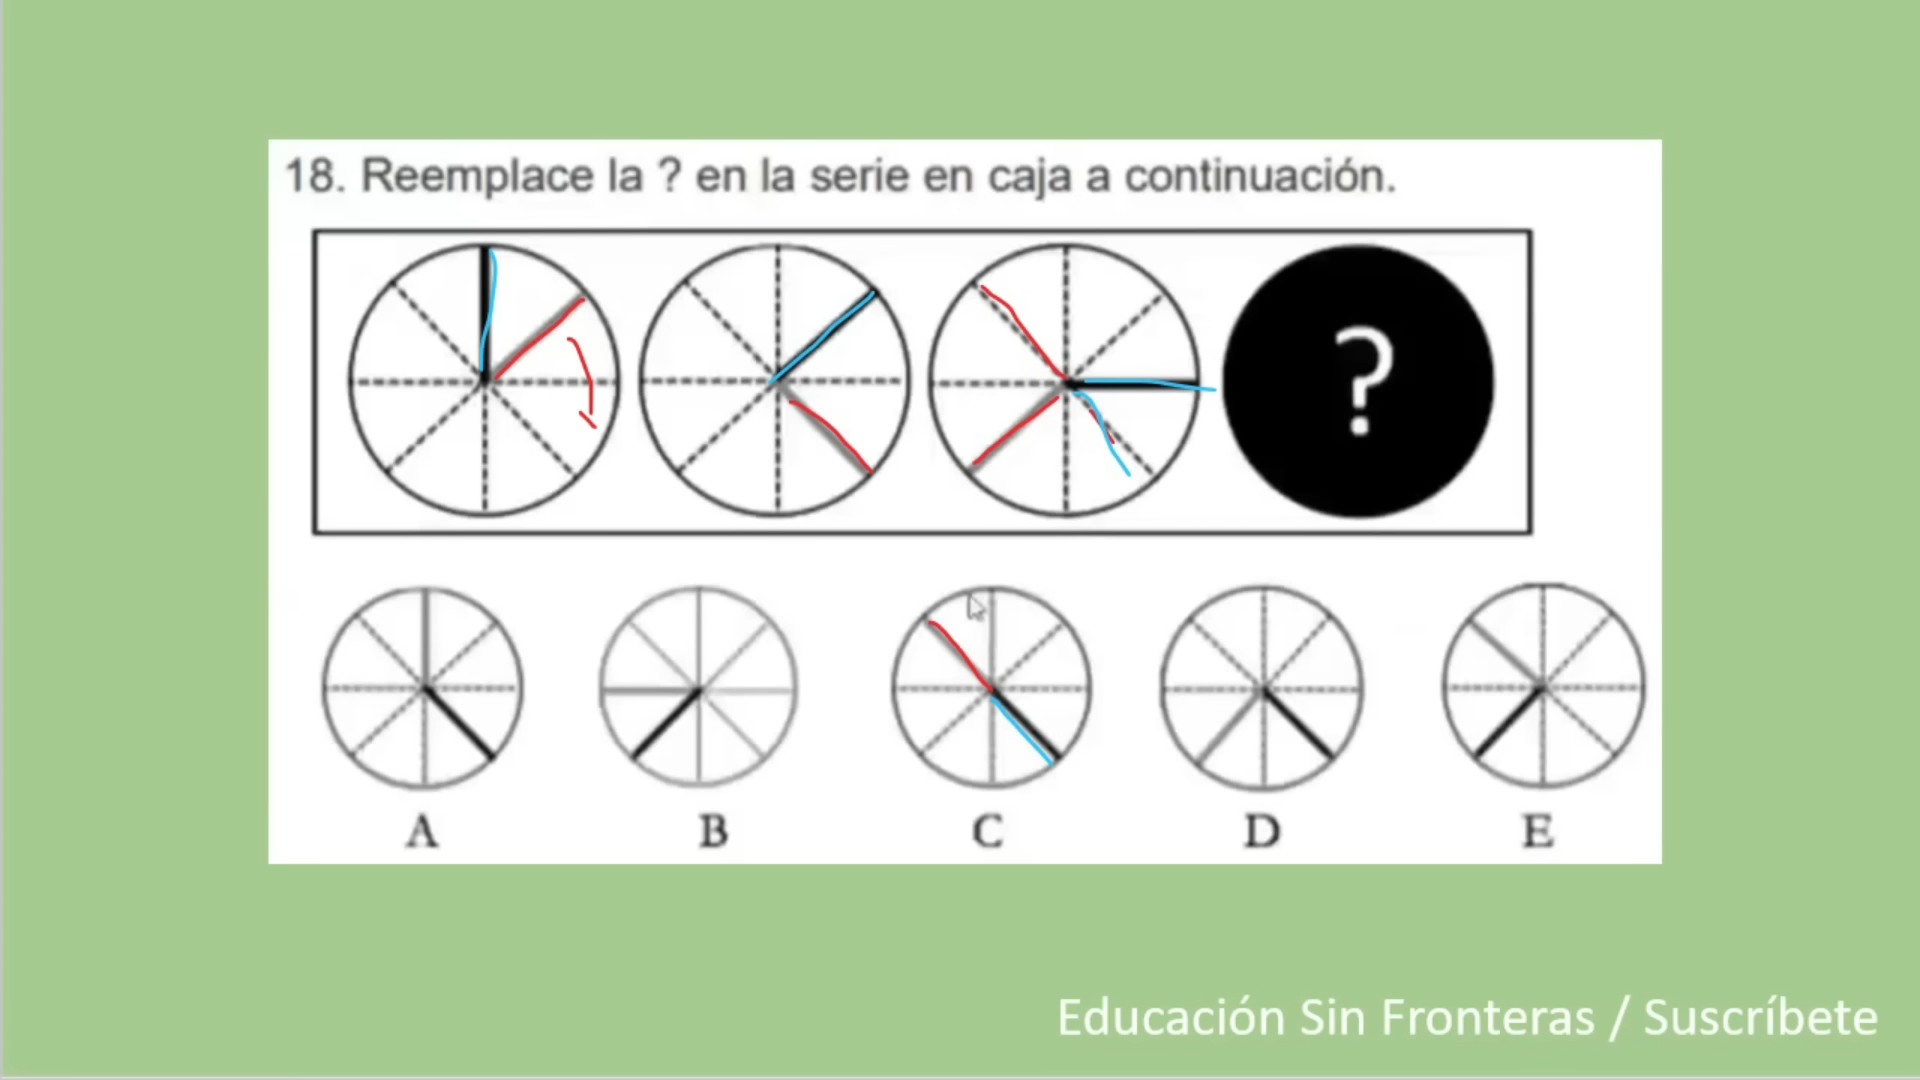 18. Reemplace la ? en la serie en caja a continuación.
?
A B C D E
Educación Sin Fronteras / Suscríbete